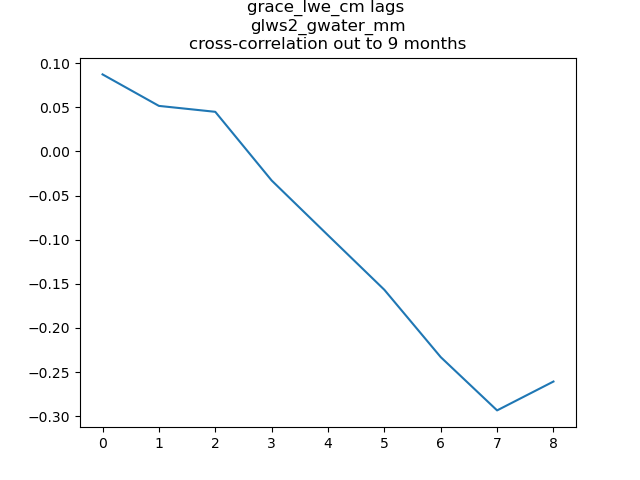 grace_lwe_cm lags
glws2_gwater_mm
cross-correlation out to 9 months
0.10
0.05
0.00
−0.05
−0.10
−0.15
−0.20
−0.25
−0.30
0 1 2 3 4 5 6 7 8